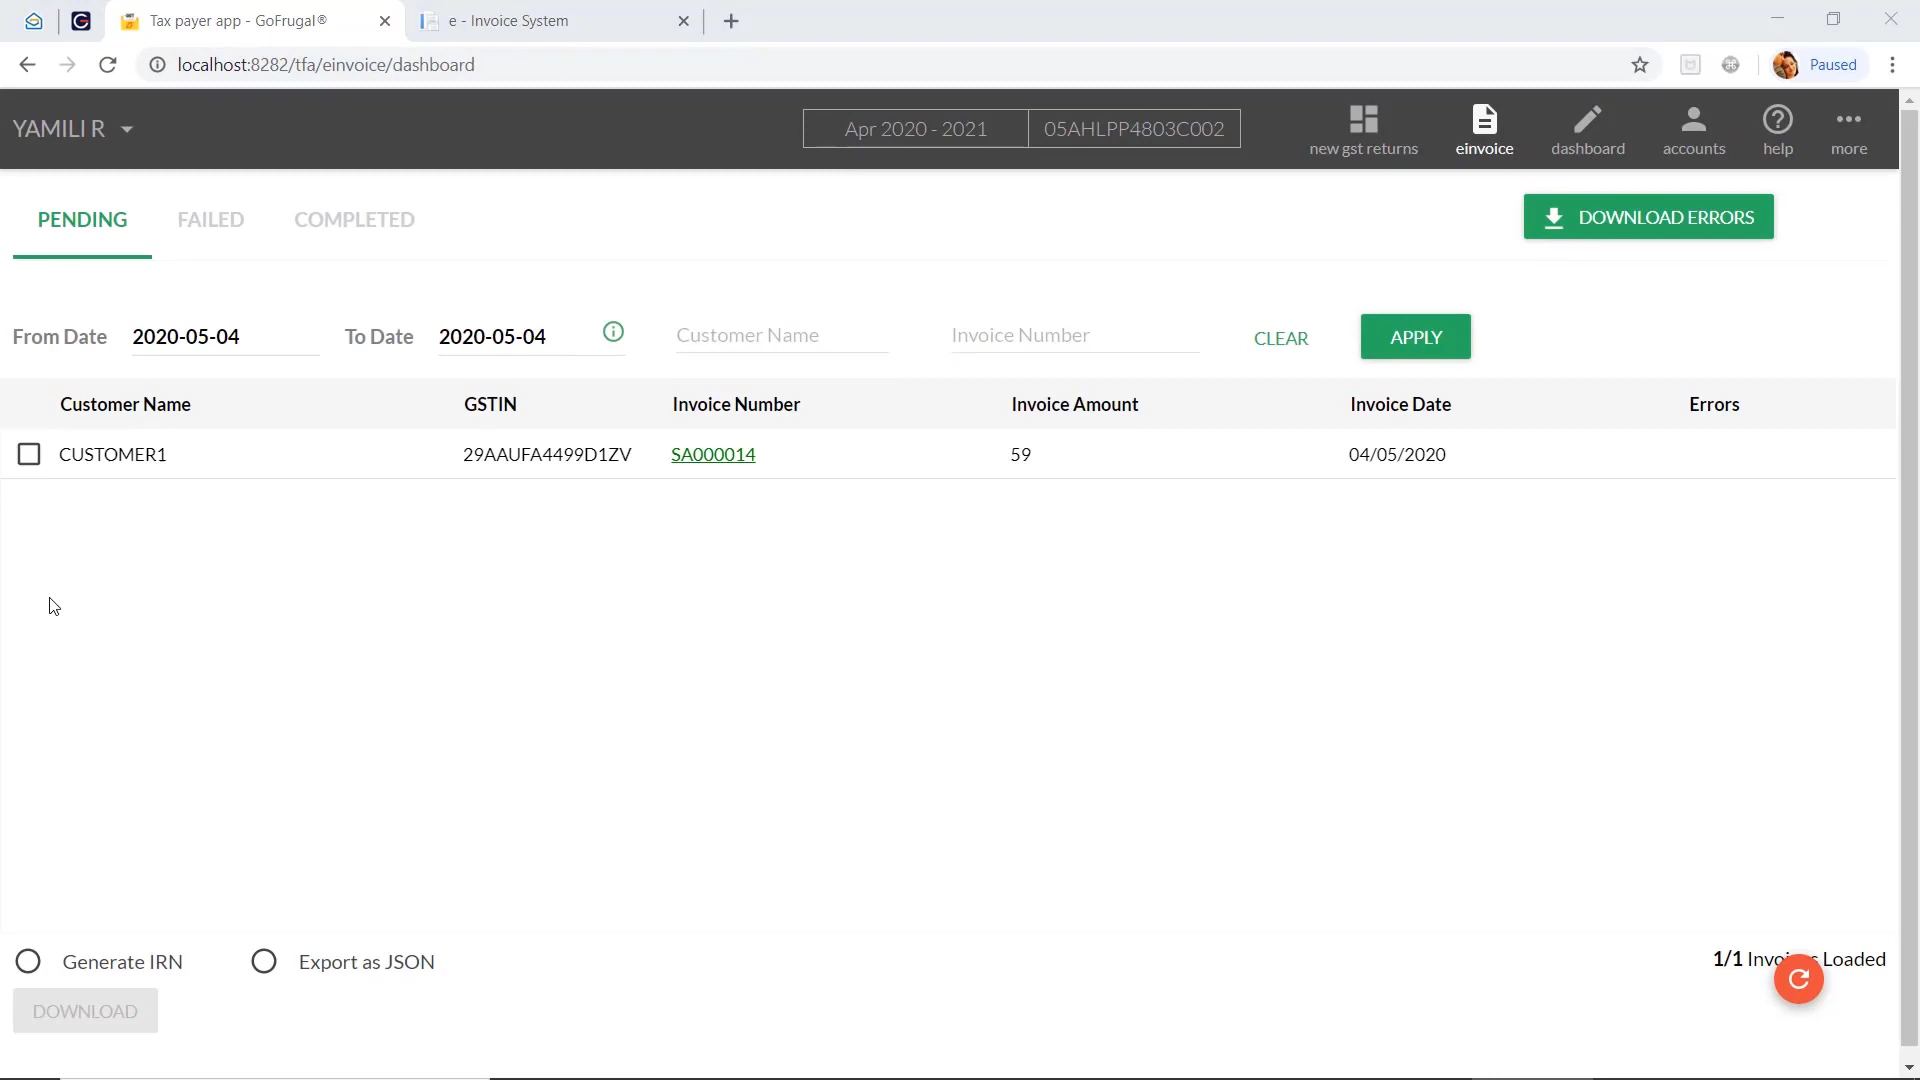 Tax payer app - GoFrugal®
e - Invoice System
localhost:8282/tfa/einvoice/dashboard
Paused
YAMILI R
Apr 2020 - 2021
05AHLPP4803C002
new gst returns
einvoice
dashboard
accounts
help
more
PENDING
FAILED
COMPLETED
DOWNLOAD ERRORS
From Date
2020-05-04
To Date
2020-05-04
Customer Name
Invoice Number
CLEAR
APPLY
Customer Name GSTIN Invoice Number Invoice Amount Invoice Date Errors
CUSTOMER1 29AAUFA4499D1ZV SA000014 59 04/05/2020
Generate IRN
Export as JSON
1/1 Loaded
DOWNLOAD